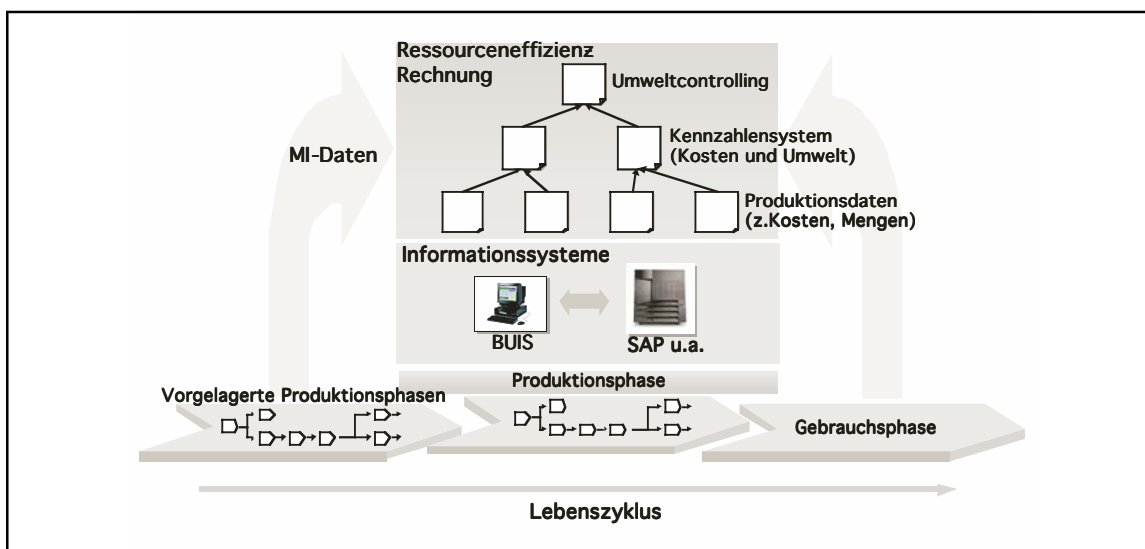 Ressourceneffizienz
Rechnung
Umweltcontrolling
MI-Daten
Kennzahlensystem
(Kosten und Umwelt)
Produktionsdaten
(z.Kosten, Mengen)
Informationssysteme
BUIS
SAP u.a.
Produktionsphase
Vorgelagerte Produktionsphasen
Gebrauchsphase
Lebenszyklus